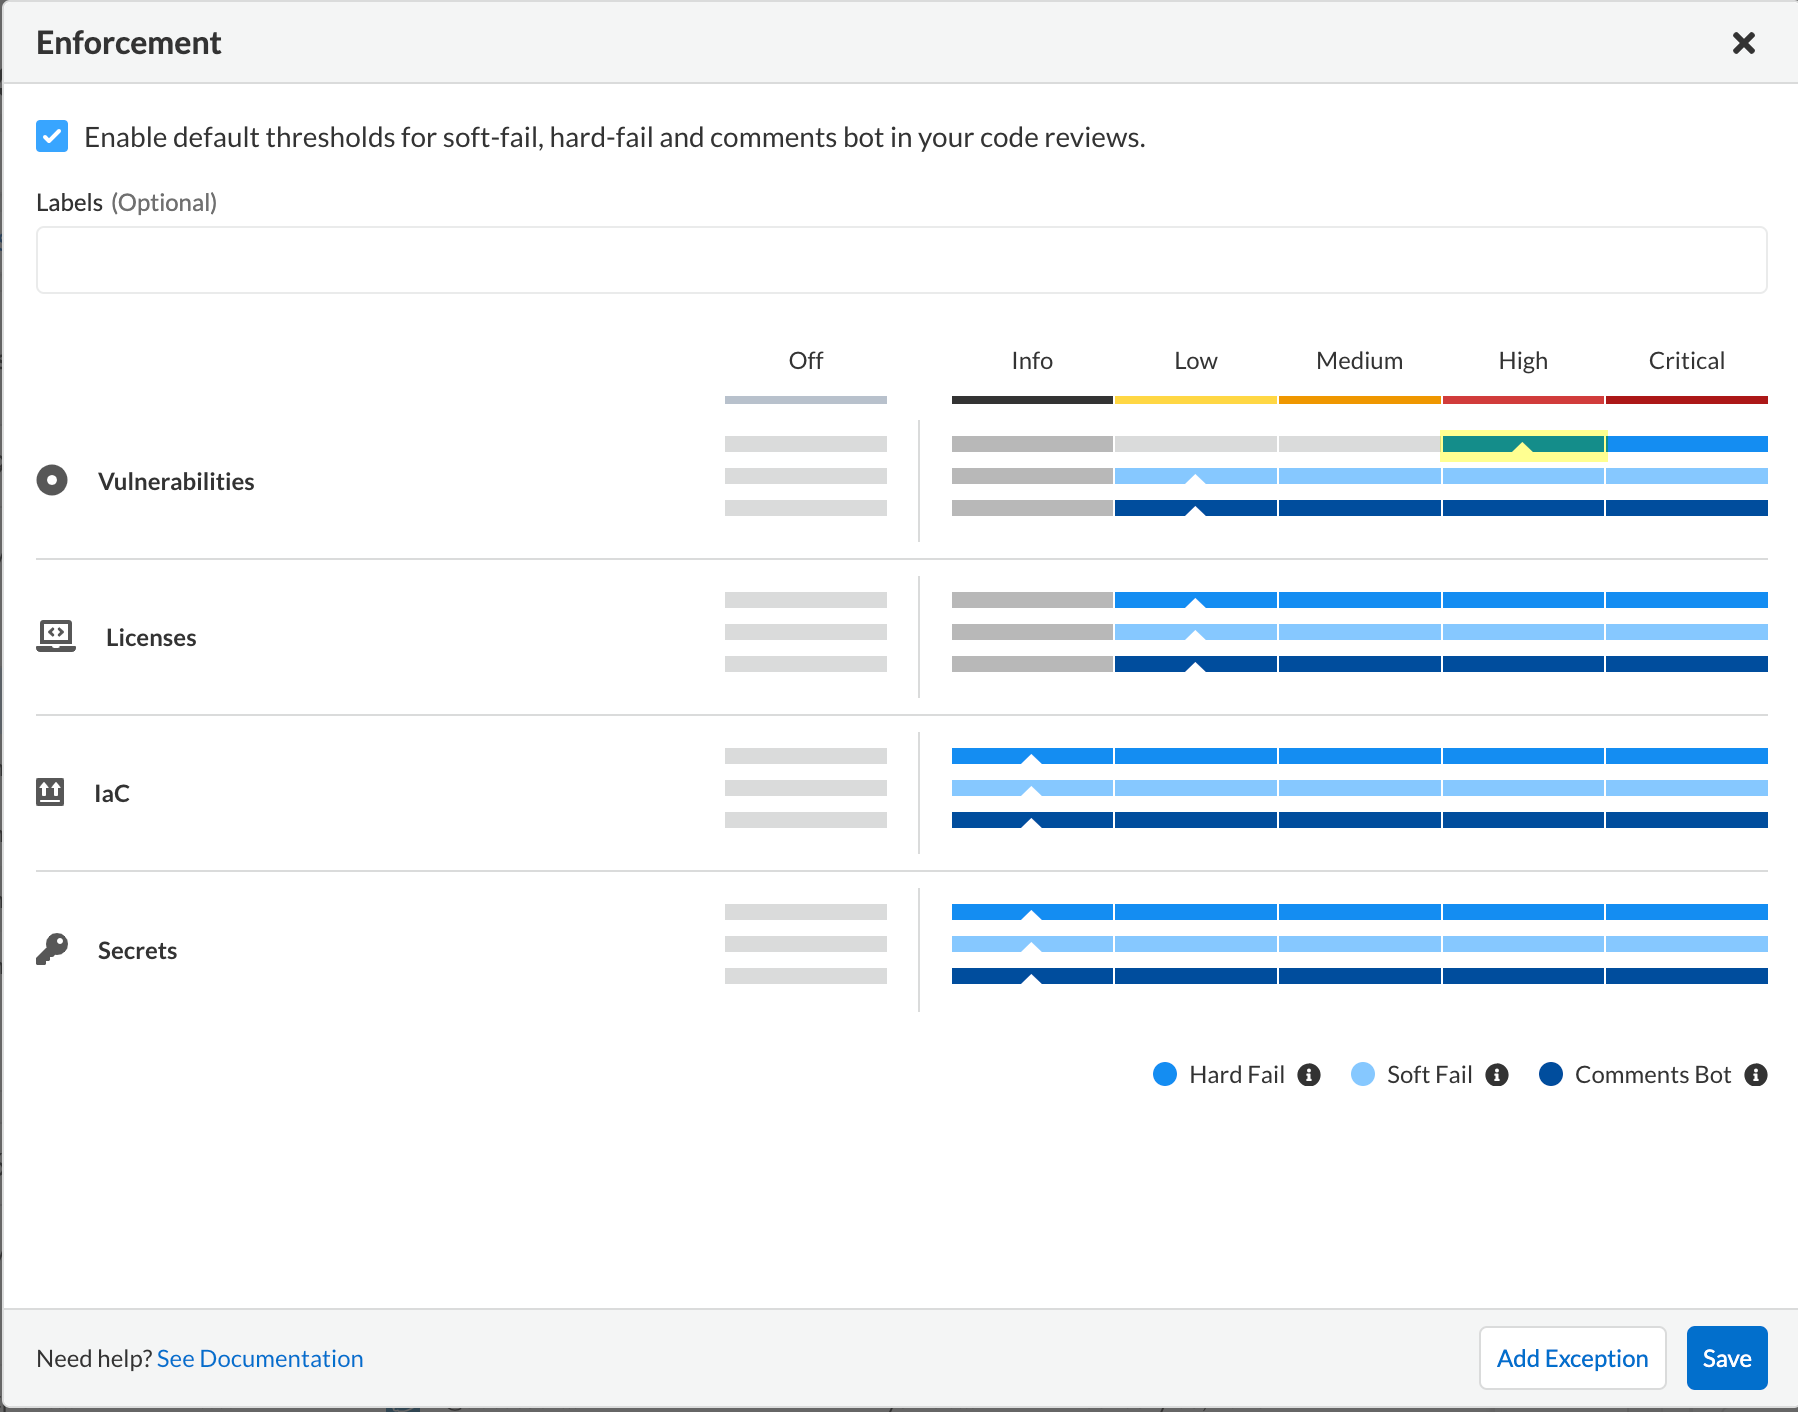 Enforcement
Enable default thresholds for soft-fail, hard-fail and comments bot in your code reviews.
Labels (Optional)
Off Info Low Medium High Critical
Vulnerabilities
Licenses
IaC
Secrets
Hard Fail Soft Fail Comments Bot
Need help? See Documentation Add Exception Save